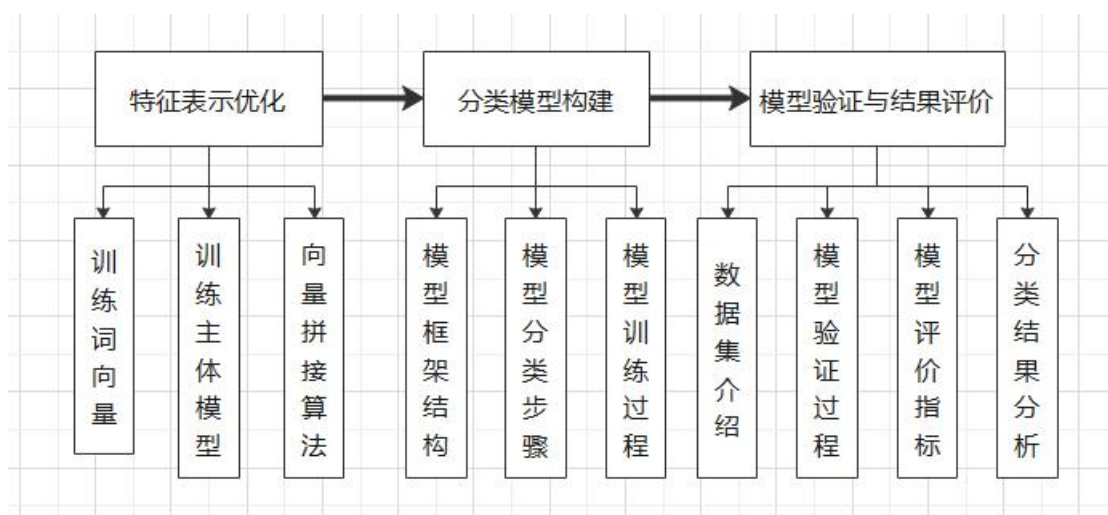 特征表示优化
分类模型构建
模型验证与结果评价
训练词向量
训练主体模型
向量拼接算法
模型框架结构
模型分类步骤
模型训练过程
数据集介绍
模型验证过程
模型评价指标
分类结果分析